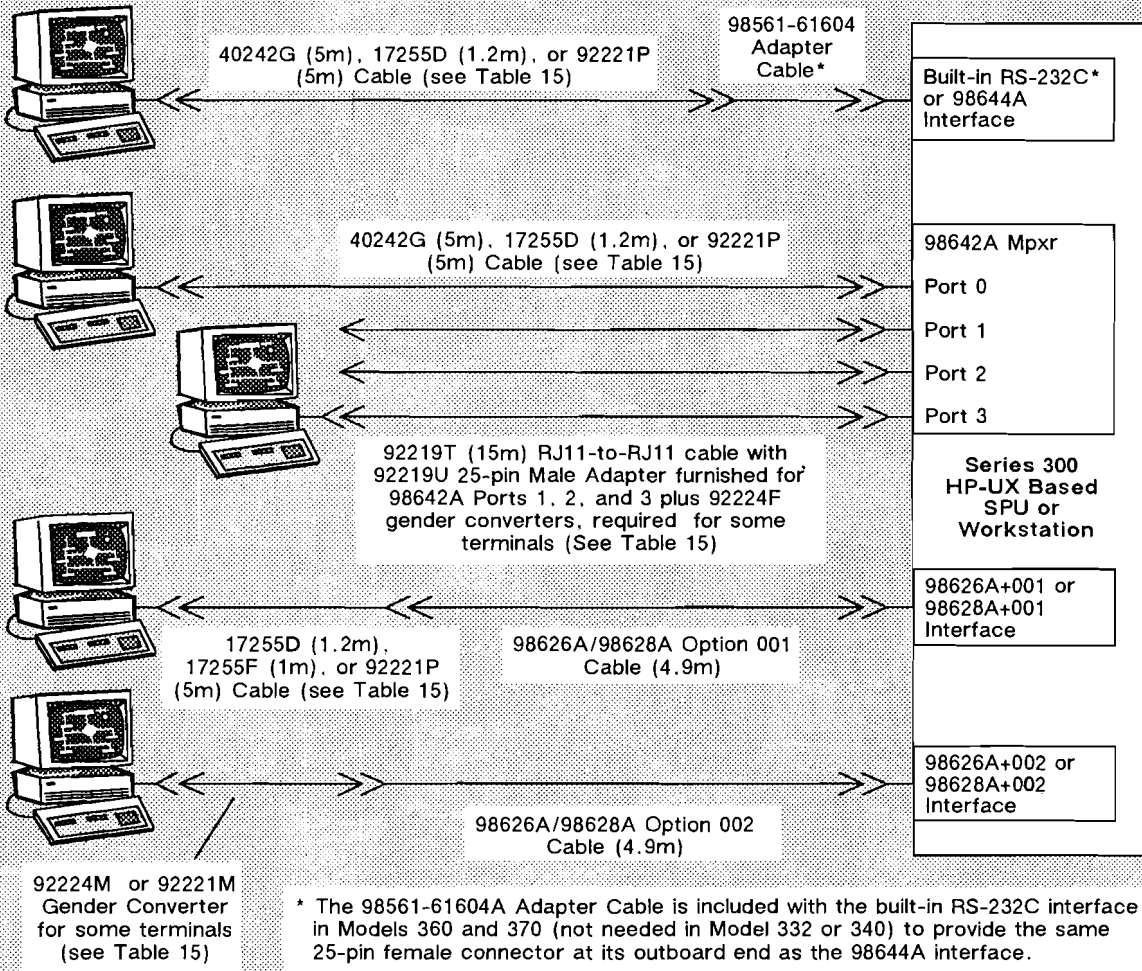 40242G (5m), 17255D (1.2m), or 92221P
(5m) Cable (see Table 15)
98561-61604
Adapter
Cable*
Built-in RS-232C*
or 98644A
Interface
40242G (5m), 17255D (1.2m), or 92221P
(5m) Cable (see Table 15)
98642A Mpxr
Port 0
Port 1
Port 2
Port 3
92219T (15m) RJ11-to-RJ11 cable with
92219U 25-pin Male Adapter furnished for
98642A Ports 1, 2, and 3 plus 92224F
gender converters, required for some
terminals (See Table 15)
Series 300
HP-UX Based
SPU or
Workstation
98626A+001 or
98628A+001
Interface
17255D (1.2m),
17255F (1m), or 92221P
(5m) Cable (see Table 15)
98626A/98628A Option 001
Cable (4.9m)
98626A+002 or
98628A+002
Interface
98626A/98628A Option 002
Cable (4.9m)
92224M or 92221M
Gender Converter
for some terminals
(see Table 15)
* The 98561-61604A Adapter Cable is included with the built-in RS-232C interface
in Models 360 and 370 (not needed in Model 332 or 340) to provide the same
25-pin female connector at its outboard end as the 98644A interface.